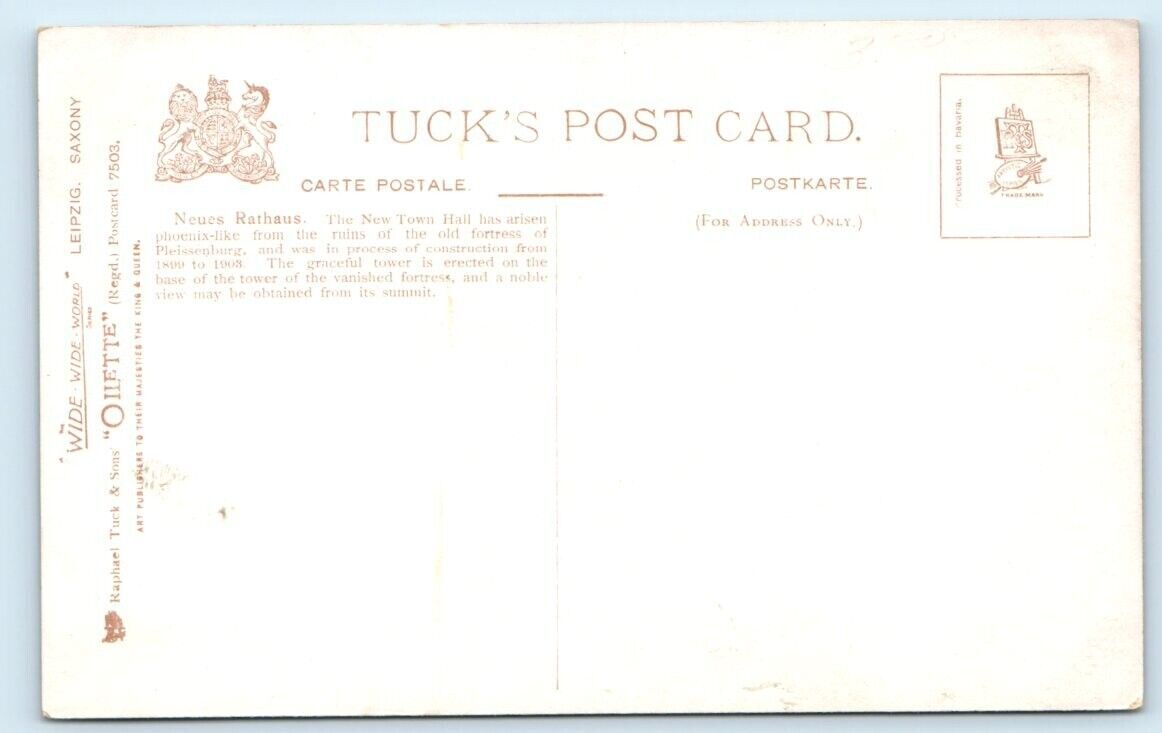 TUCK'S POST CARD.
CARTE POSTALE.
POSTKARTE.
(FOR ADDRESS ONLY.)
Neues Rathaus. The New Town Hall has arisen
phoenix-like from the ruins of the old fortress of
Pleissenburg, and was in process of construction from
1899 to 1903. The graceful tower is erected on the
base of the tower of the vanished fortress, and a noble
view may be obtained from its summit.
THE
"WIDE-WIDE-WORLD"
SERIES
LEIPZIG. SAXONY
Raphael Tuck & Sons' "OILETTE" (Regd.) Postcard 7503.
ART PUBLISHERS TO THEIR MAJESTIES THE KING & QUEEN.
Processed in Bavaria.
TRADE MARK